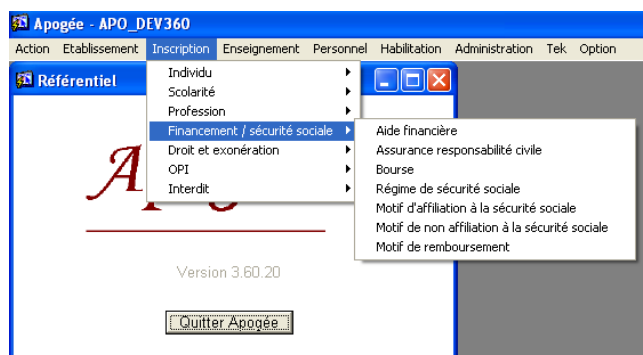 Apogée - APO_DEV360
Action Etablissement Inscription Enseignement Personnel Habilitation Administration Tek Option
Référentiel
Individu
Scolarité
Profession
Financement / sécurité sociale
Droit et exonération
OPI
Interdit
Aide financière
Assurance responsabilité civile
Bourse
Régime de sécurité sociale
Motif d'affiliation à la sécurité sociale
Motif de non affiliation à la sécurité sociale
Motif de remboursement
Version 3.60.20
Quitter Apogée